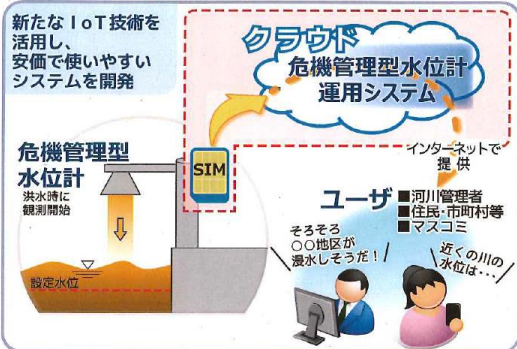 新たなIoT技術を
活用し、
安価で使いやすい
システムを開発
クラウド
危機管理型水位計
運用システム
危機管理型
水位計
洪水時に
観測開始
SIM
設定水位
インターネットで
提供
ユーザ
■河川管理者
■住民・市町村等
■マスコミ
そろそろ
○○地区が
浸水しそうだ！
近くの川の
水位は・・・